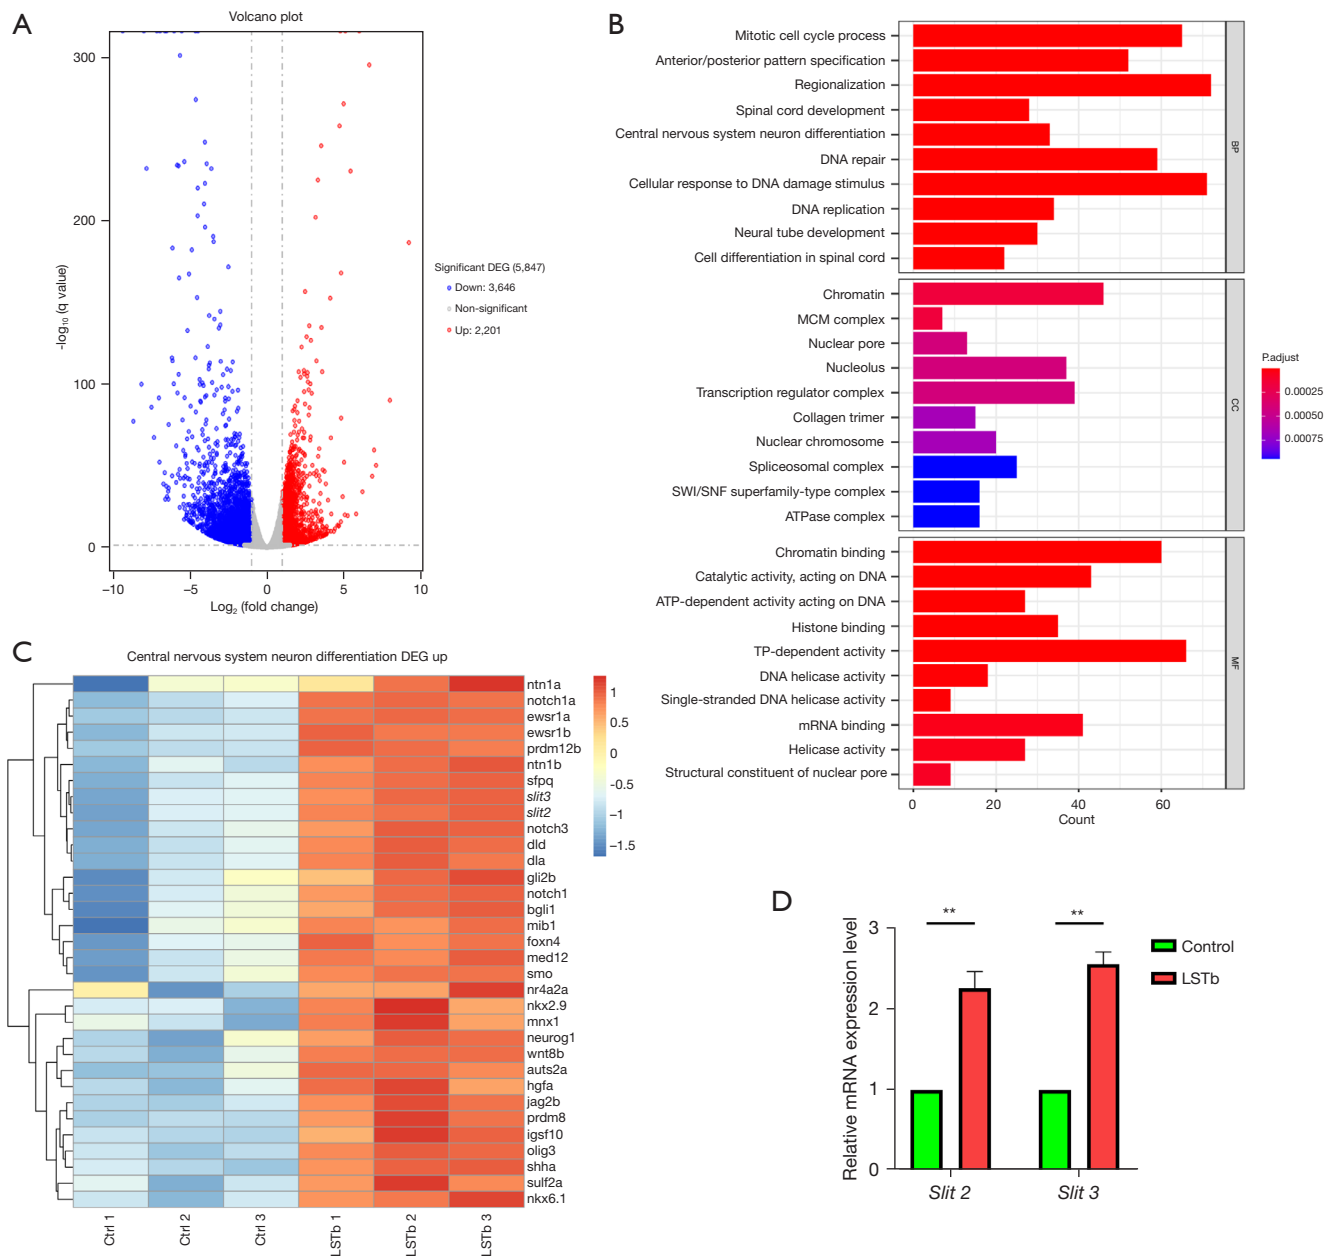 A
Volcano plot
300
200
100
0
-log10 (q value)
−10
−5
0
5
10
Log2 (fold change)
Significant DEG (5,847)
Down: 3,646
Non-significant
Up: 2,201
B
Mitotic cell cycle process
Anterior/posterior pattern specification
Regionalization
Spinal cord development
Central nervous system neuron differentiation
DNA repair
Cellular response to DNA damage stimulus
DNA replication
Neural tube development
Cell differentiation in spinal cord
BP
Chromatin
MCM complex
Nuclear pore
Nucleolus
Transcription regulator complex
Collagen trimer
Nuclear chromosome
Spliceosomal complex
SWI/SNF superfamily-type complex
ATPase complex
CC
Chromatin binding
Catalytic activity, acting on DNA
ATP-dependent activity acting on DNA
Histone binding
TP-dependent activity
DNA helicase activity
Single-stranded DNA helicase activity
mRNA binding
Helicase activity
Structural constituent of nuclear pore
MF
0
20
40
60
Count
P.adjust
0.00025
0.00050
0.00075
C
Central nervous system neuron differentiation DEG up
ntn1a
notch1a
ewsr1a
ewsr1b
prdm12b
ntn1b
sfpq
slit3
slit2
notch3
dld
dla
gli2b
notch1
bgli1
mib1
foxn4
med12
smo
nr4a2a
nkx2.9
mnx1
neurog1
wnt8b
auts2a
hgfa
jag2b
prdm8
igsf10
olig3
shha
sulf2a
nkx6.1
Ctrl 1
Ctrl 2
Ctrl 3
LSTb 1
LSTb 2
LSTb 3
1
0.5
0
−0.5
−1
−1.5
D
Relative mRNA expression level
3
2
1
0
**
**
Slit 2
Slit 3
Control
LSTb